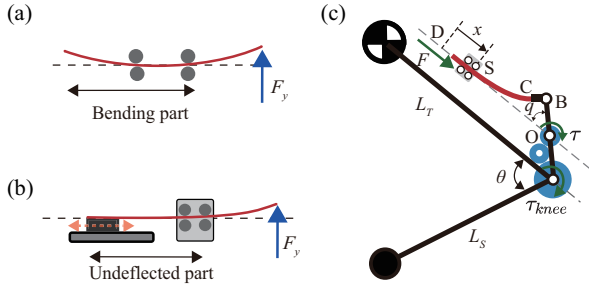 (a)
Bending part
F_y
(b)
Undeflected part
F_y
(c)
D
x
S
F
C
B
q
L_T
O
τ
θ
τ_knee
L_S